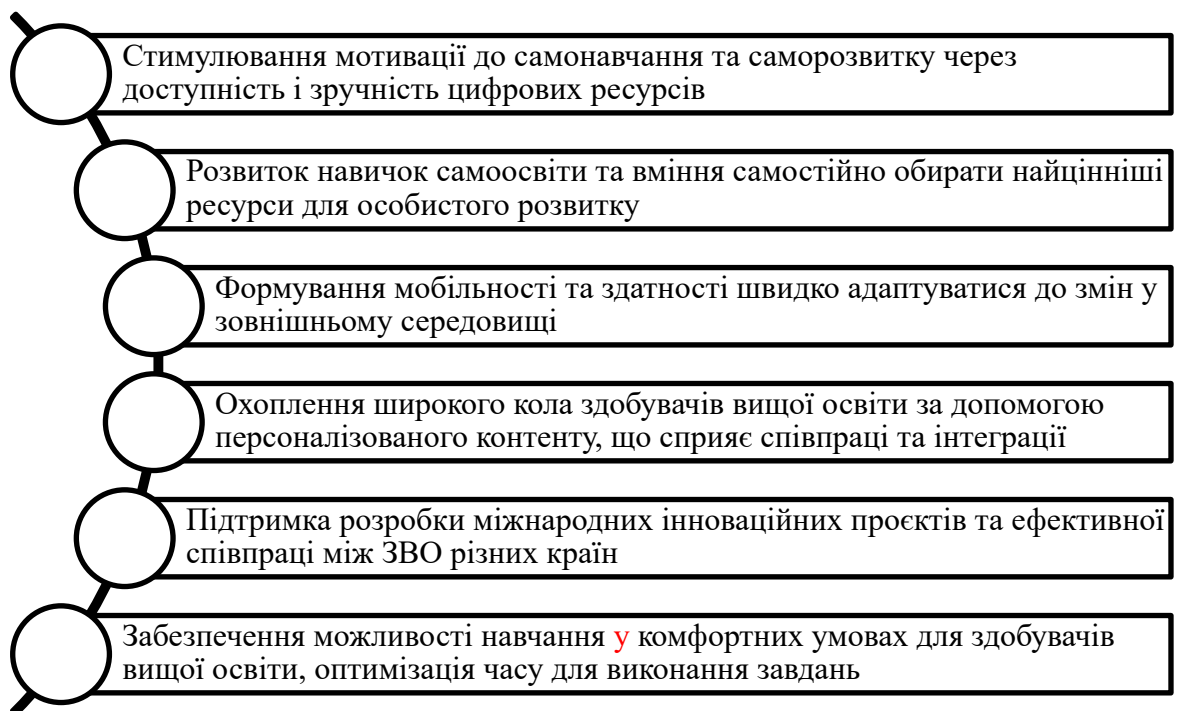 Стимулювання мотивації до самонавчання та саморозвитку через
доступність і зручність цифрових ресурсів
Розвиток навичок самоосвіти та вміння самостійно обирати найцінніші
ресурси для особистого розвитку
Формування мобільності та здатності швидко адаптуватися до змін у
зовнішньому середовищі
Охоплення широкого кола здобувачів вищої освіти за допомогою
персоналізованого контенту, що сприяє співпраці та інтеграції
Підтримка розробки міжнародних інноваційних проєктів та ефективної
співпраці між ЗВО різних країн
Забезпечення можливості навчання у комфортних умовах для здобувачів
вищої освіти, оптимізація часу для виконання завдань